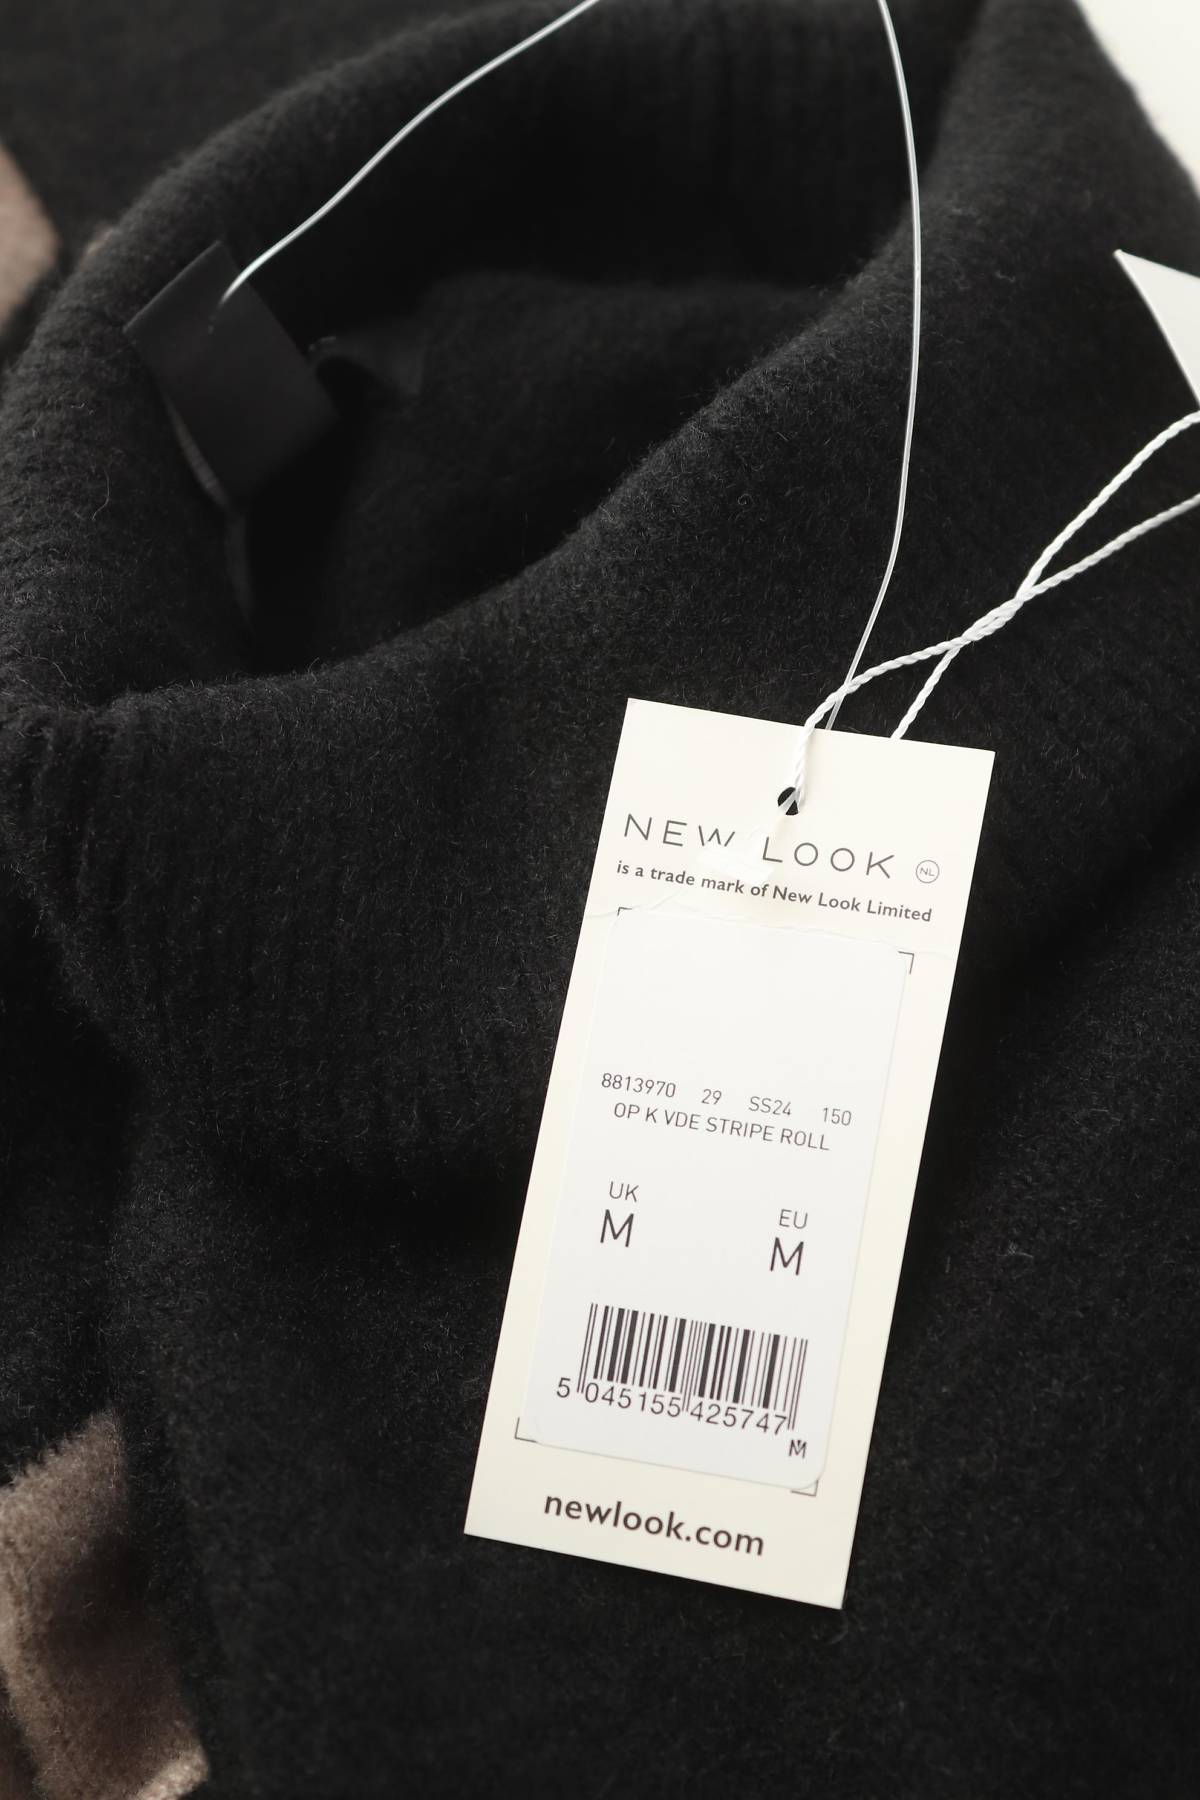 NEW LOOK NL
is a trade mark of New Look Limited
8813970 29 SS24 150
OP K VDE STRIPE ROLL
UK EU
M M
5 045155 425747
M
newlook.com